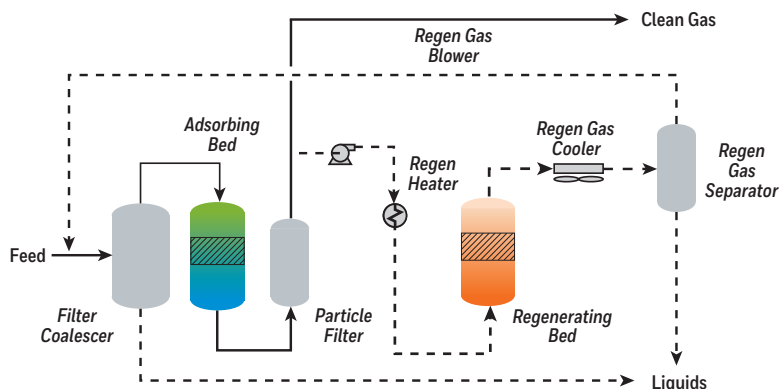 Clean Gas
Regen Gas
Blower
Adsorbing
Bed
Regen Gas
Cooler
Regen
Heater
Regen
Gas
Separator
Feed
Filter
Coalescer
Particle
Filter
Regenerating
Bed
Liquids